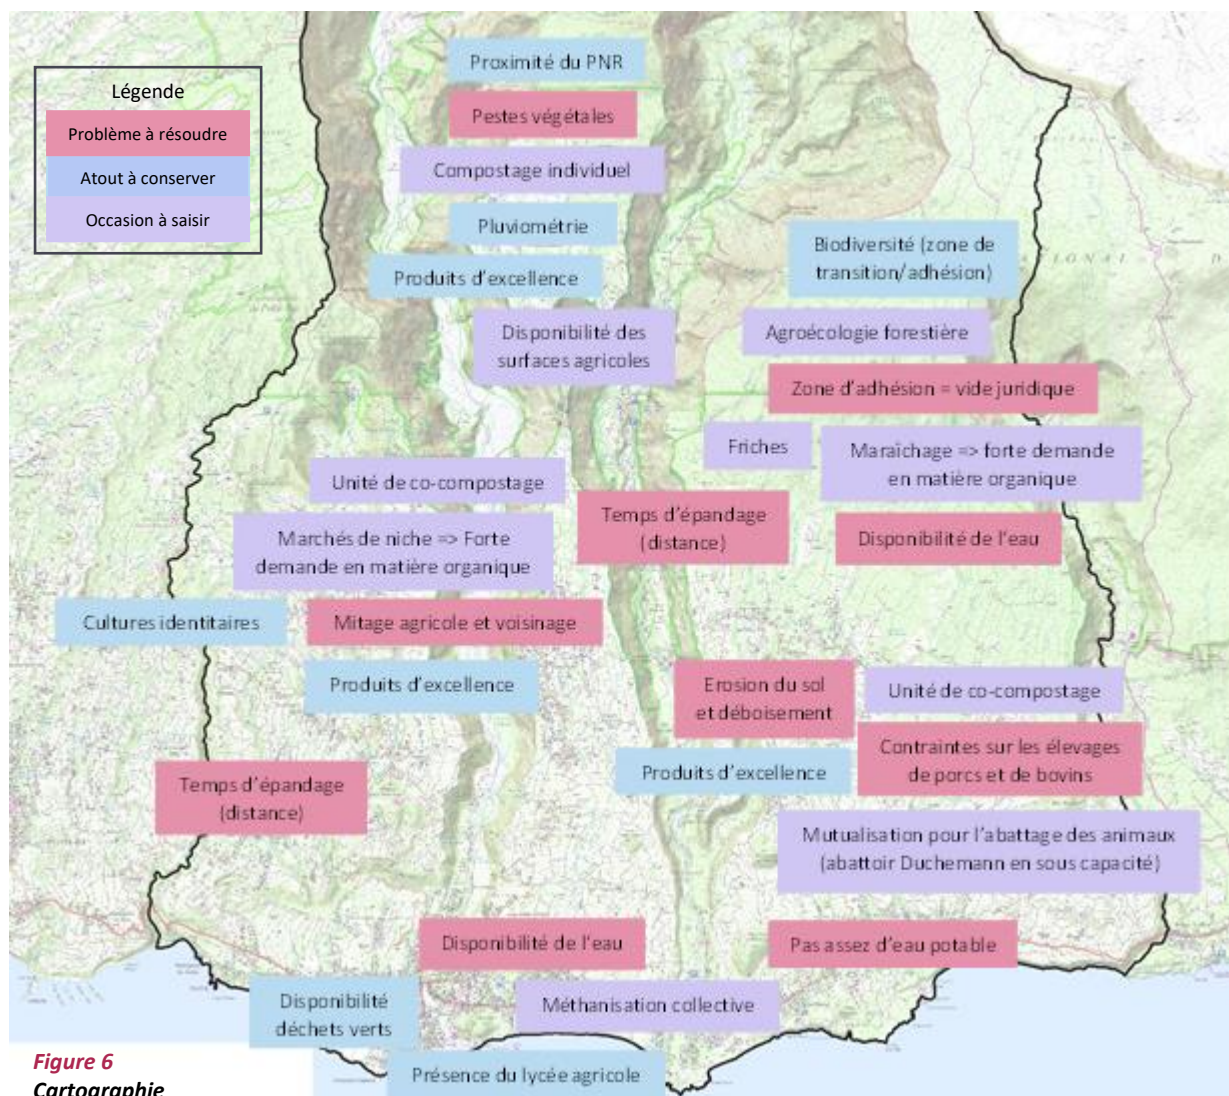 Légende
Problème à résoudre
Atout à conserver
Occasion à saisir
Proximité du PNR
Pestes végétales
Compostage individuel
Pluviométrie
Produits d'excellence
Biodiversité (zone de
transition/adhésion)
Disponibilité des
surfaces agricoles
Agroécologie forestière
Zone d'adhésion = vide juridique
Friches
Maraîchage => forte demande
en matière organique
Unité de co-compostage
Temps d'épandage
(distance)
Marchés de niche => Forte
demande en matière organique
Disponibilité de l'eau
Cultures identitaires
Mitage agricole et voisinage
Produits d'excellence
Erosion du sol
et déboisement
Unité de co-compostage
Contraintes sur les élevages
de porcs et de bovins
Produits d'excellence
Temps d'épandage
(distance)
Mutualisation pour l'abattage des animaux
(abattoir Duchemann en sous capacité)
Disponibilité de l'eau
Pas assez d'eau potable
Disponibilité
déchets verts
Méthanisation collective
Présence du lycée agricole
Figure 6
Cartographie